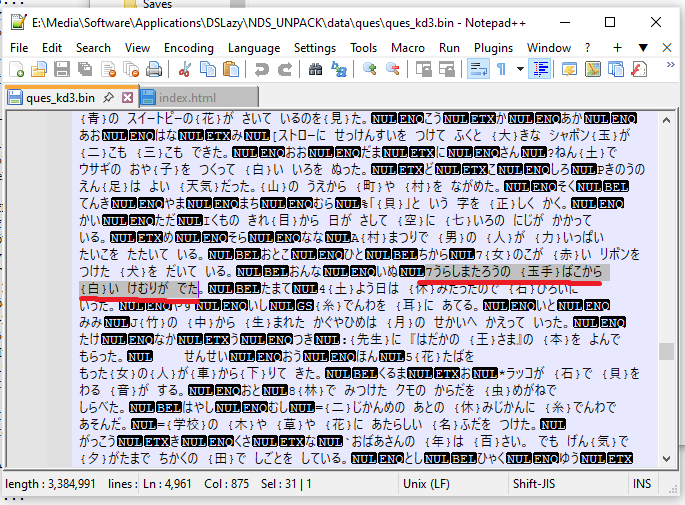 Saves
E:\Media\Software\Applications\DSLazy\NDS_UNPACK\data\ques\ques_kd3.bin - Notepad++
File Edit Search View Encoding Language Settings Tools Macro Run Plugins Window ? + ▼ X
ques_kd3.bin index.html
{青}の スイートピーの{花}が さいて いるのを{見}た。NULENQこうNULETXかNULENQあかNULENQ
あおNULENQはなNULETXみNUL[ストローに せっけんすいを つけて ふくと {大}きな シャボン{玉}が
{二}こも {三}こも できた。NULENQおおNULENQだまNULETXにNULENQさんNUL?ねん{土}で
ウサギの おや{子}を つくって {白}い いろを ぬった。NULETXどNULETXこNULENQしろNULPきのうの
えん{足}は よい {天気}だった。{山}の うえから {町}や {村}を ながめた。NULENQそくNULBEL
てんきNULENQやまNULENQまちNULENQむらNUL%「{貝}」と いう 字を {正}しく かく。NULENQ
かいNULENQただNULIくもの きれ{目}から 日が さして {空}に {七}いろの にじが かかって
いる。NULETXめNULENQそらNULENQななNULA{村}まつりで {男}の {人}が {力}いっぱい
たいこを たたいて いる。NULBELおとこNULENQひとNULBELちからNUL7{女}のこが {赤}い リボンを
つけた {犬}を だいて いる。NULBELおんなNULENQいぬNUL7うらしまたろうの {玉手}ばこから
{白}い けむりが でた。NULBELたまてNUL4{土}よう日は {休}みだったので {石}ひろいに
いった。NULENQやすNULENQいしNULGS{糸}でんわを {耳}に あてる。NULENQいとNULENQ
みみNULJ{竹}の {中}から {生}まれた かぐやひめは {月}の せかいへ かえって いった。NULENQ
たけNULENQなかNULETXうNULENQつきNUL:{先生}に『はだかの {王}さま』の {本}を よんで
もらった。NUL せんせいNULENQおうNULENQほんNUL5{花}たばを
もった{女}の{人}が{車}から{下}りて きた。NULBELくるまNULETXおNUL*ラッコが {石}で {貝}を
わる {音}が する。NULENQおとNUL8{林}で みつけた クモの からだを {虫}めがねで
しらべた。NULBELはやしNULENQむしNUL={二}じかんめの あとの {休}みじかんに {糸}でんわで
あそんだ。NUL={学校}の {木}や {草}や {花}に あたらしい {名}ふだを つけた。NUL
がっこうNULETXきNULENQくさNULETXなNUL`おばあさんの {年}は {百}さい。 でも げん{気}で
{夕}がたまで ちかくの {田}で しごとを している。NULENQとしNULBELひゃくNULENQゆうNULETX
length : 3,384,991 lines : Ln : 4,961 Col : 875 Sel : 31 | 1 Unix (LF) Shift-JIS INS